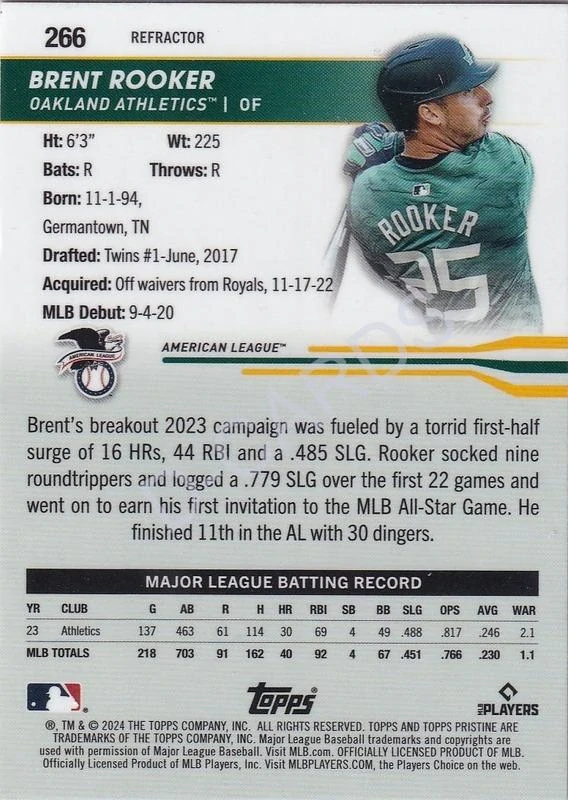 266 REFRACTOR
BRENT ROOKER
OAKLAND ATHLETICS™ | OF
Ht: 6'3" Wt: 225
Bats: R Throws: R
Born: 11-1-94,
Germantown, TN
Drafted: Twins #1-June, 2017
Acquired: Off waivers from Royals, 11-17-22
MLB Debut: 9-4-20
ROOKER
25
AMERICAN LEAGUE
AMERICAN LEAGUE™
Brent's breakout 2023 campaign was fueled by a torrid first-half
surge of 16 HRs, 44 RBI and a .485 SLG. Rooker socked nine
roundtrippers and logged a .779 SLG over the first 22 games and
went on to earn his first invitation to the MLB All-Star Game. He
finished 11th in the AL with 30 dingers.
MAJOR LEAGUE BATTING RECORD
YR CLUB G AB R H HR RBI SB BB SLG OPS AVG WAR
23 Athletics 137 463 61 114 30 69 4 49 .488 .817 .246 2.1
MLB TOTALS 218 703 91 162 40 92 4 67 .451 .766 .230 1.1
Topps®
MLB PLAYERS
®, TM & © 2024 THE TOPPS COMPANY, INC. ALL RIGHTS RESERVED. TOPPS AND TOPPS PRISTINE ARE
TRADEMARKS OF THE TOPPS COMPANY, INC. Major League Baseball trademarks and copyrights are
used with permission of Major League Baseball. Visit MLB.com. OFFICIALLY LICENSED PRODUCT OF MLB.
Officially Licensed Product of MLB Players, Inc. Visit MLBPLAYERS.COM, the Players Choice on the web.